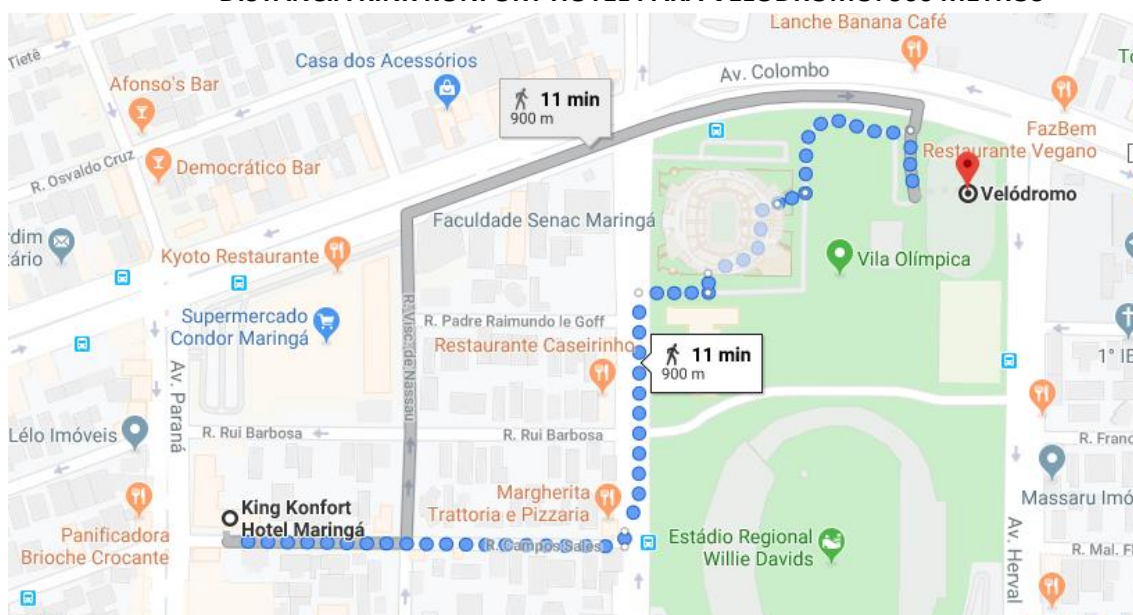 Lanche Banana Café
Tietê
Casa dos Acessórios
Av. Colombo
Afonso's Bar
11 min
900 m
FazBem
Restaurante Vegano
Democrático Bar
R. Osvaldo Cruz
Velódromo
Faculdade Senac Maringá
Kyoto Restaurante
Vila Olímpica
Supermercado
Condor Maringá
R. Visc. de Nassau
R. Padre Raimundo le Goff
Restaurante Caseirinho
11 min
900 m
Av. Paraná
Lélo Imóveis
R. Rui Barbosa
R. Rui Barbosa
Margherita
Trattoria e Pizzaria
King Konfort
Hotel Maringá
Panificadora
Brioche Crocante
R. Campos Sales
Estádio Regional
Willie Davids
Av. Herval
Massaru Imó
R. Franc
R. Mal. Fl
1° IE